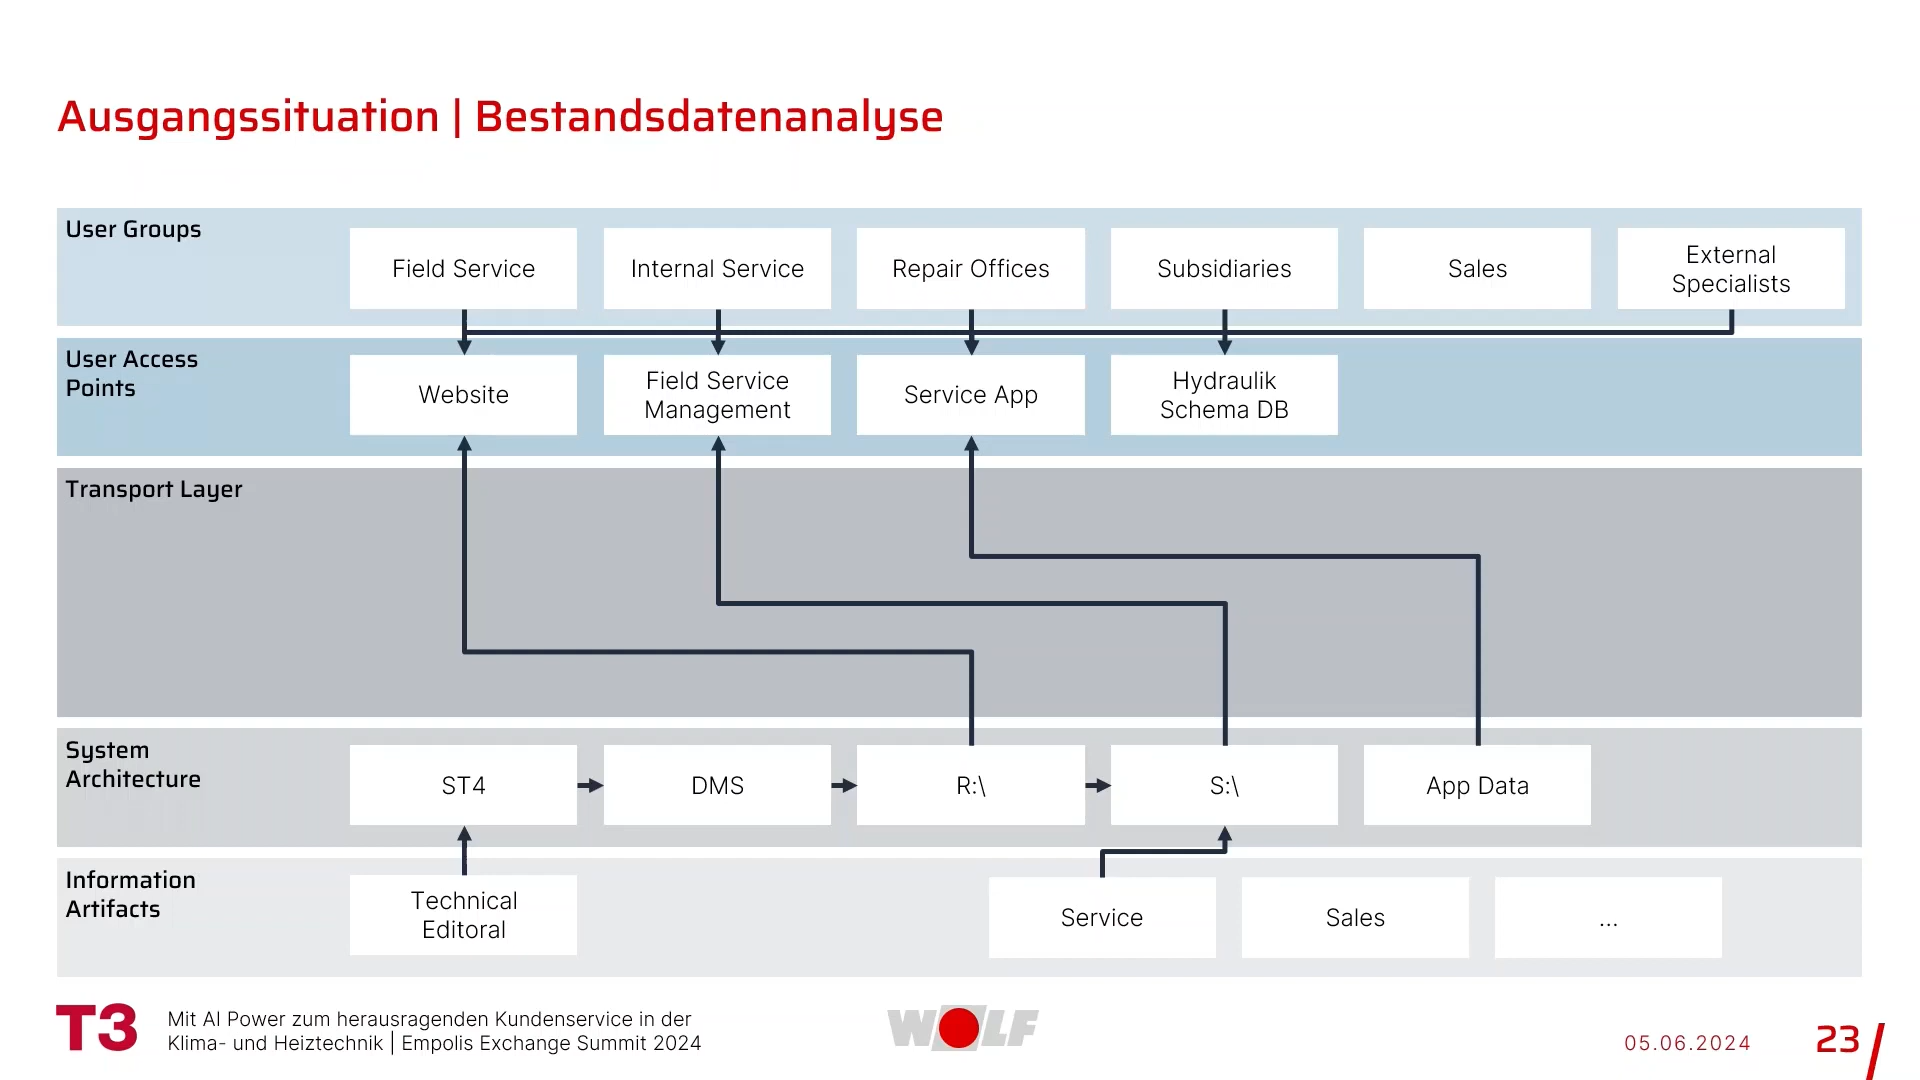 Ausgangssituation | Bestandsdatenanalyse
User Groups
Field Service
Internal Service
Repair Offices
Subsidiaries
Sales
External
Specialists
User Access
Points
Website
Field Service
Management
Service App
Hydraulik
Schema DB
Transport Layer
System
Architecture
ST4
DMS
R:\
S:\
App Data
Information
Artifacts
Technical
Editoral
Service
Sales
...
T3
Mit AI Power zum herausragenden Kundenservice in der
Klima- und Heiztechnik | Empolis Exchange Summit 2024
WOLF
05.06.2024
23